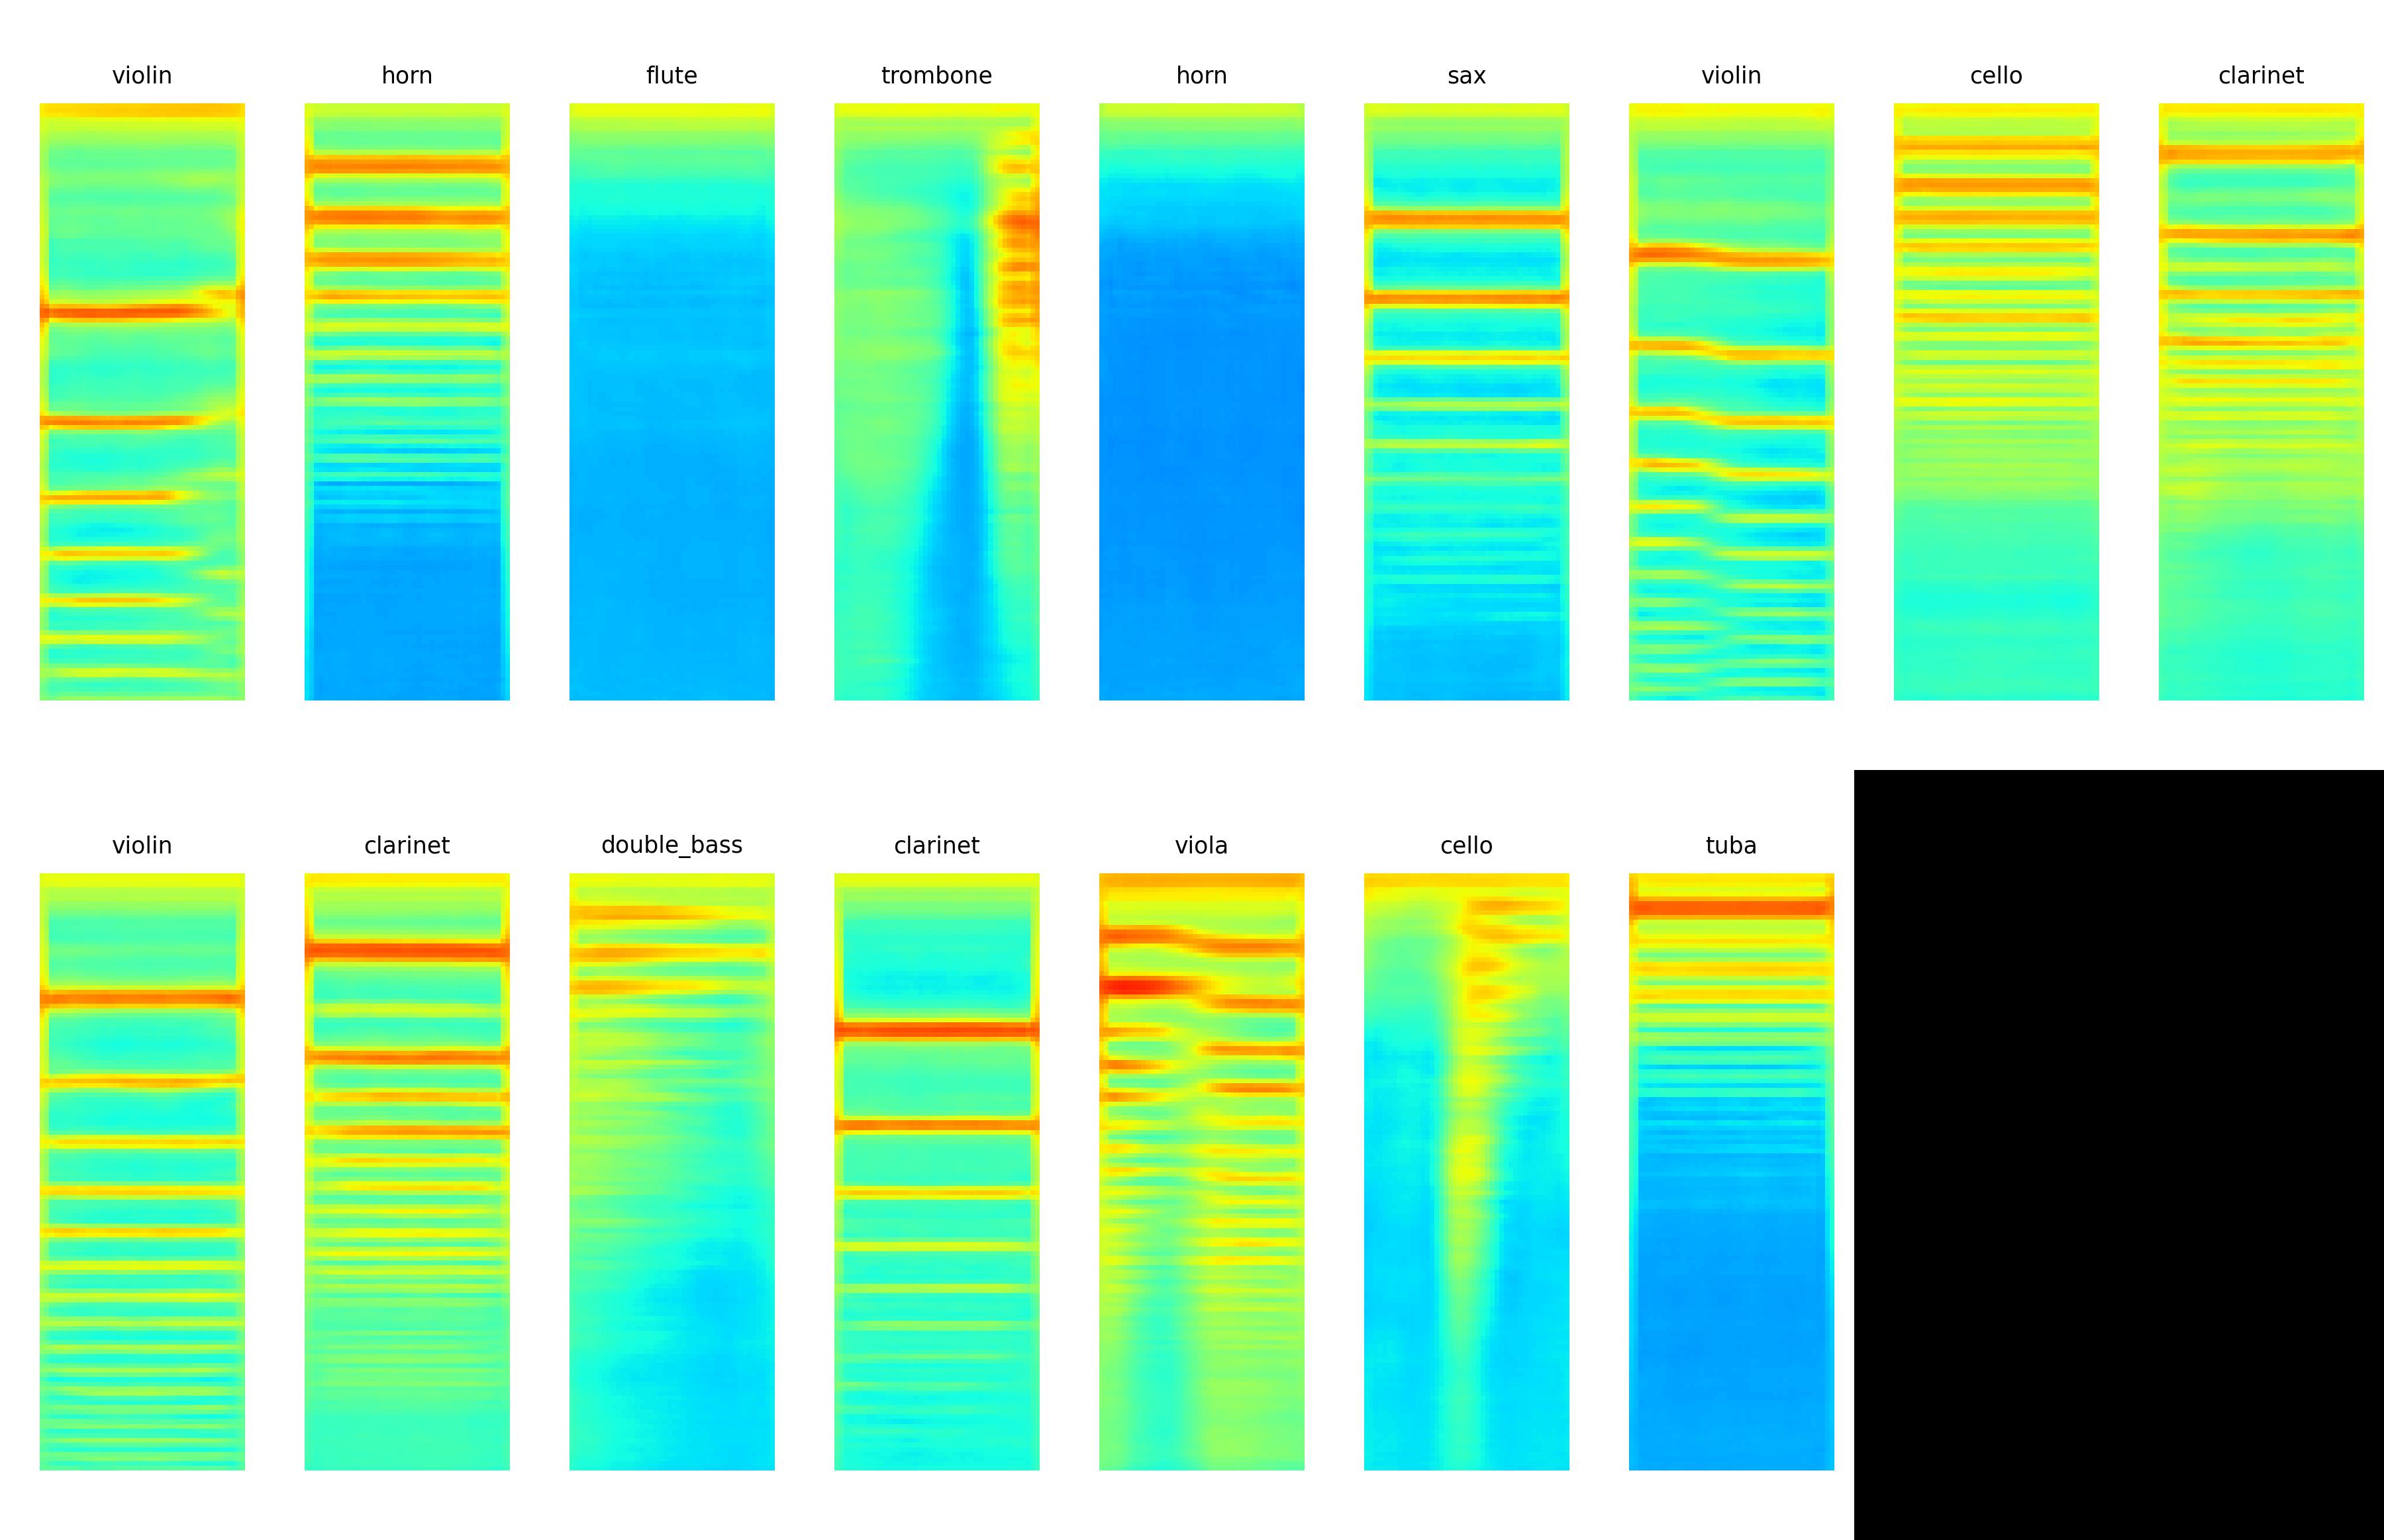 violin horn flute trombone horn sax violin cello clarinet
violin clarinet double_bass clarinet viola cello tuba